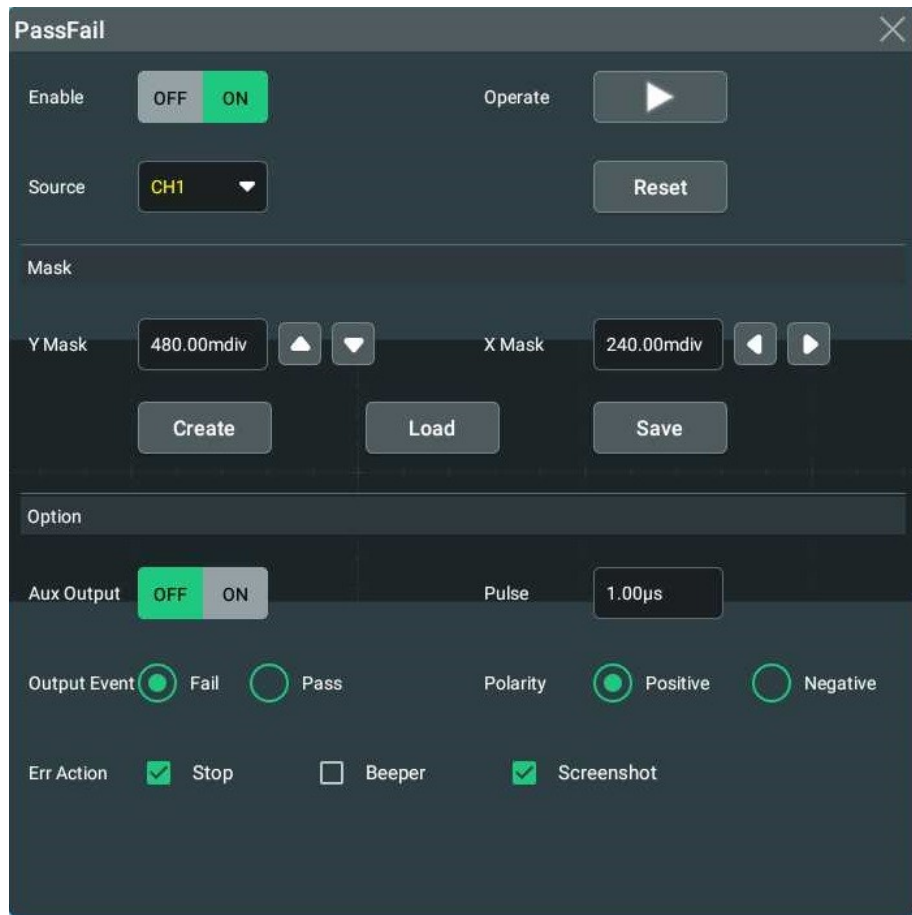 PassFail
Enable OFF ON Operate
Source CH1 Reset
Mask
Y Mask 480.00mdiv X Mask 240.00mdiv
Create Load Save
Option
Aux Output OFF ON Pulse 1.00µs
Output Event Fail Pass Polarity Positive Negative
Err Action Stop Beeper Screenshot